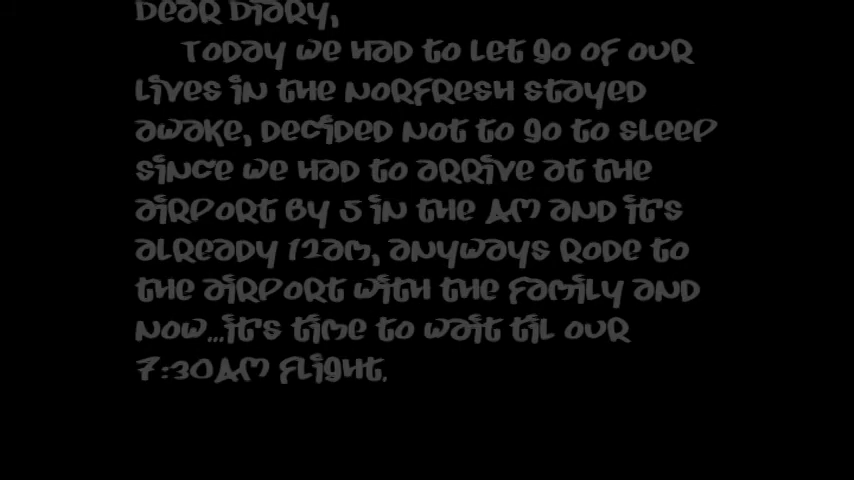 Dear Diary,
Today we had to let go of our
lives in the Norfresh stayed
awake, decided not to go to sleep
since we had to arrive at the
airport by 5 in the AM and it's
already 12am, anyways rode to
the airport with the family and
now...it's time to wait til our
7:30AM flight.